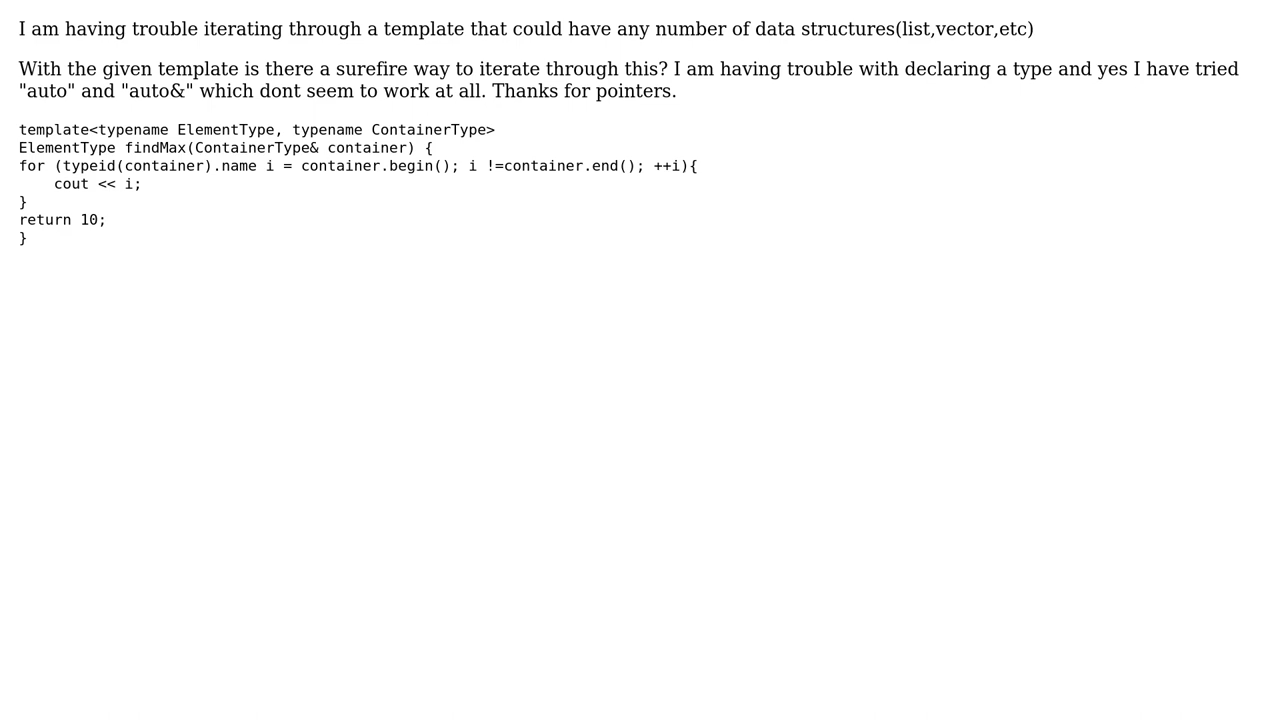 I am having trouble iterating through a template that could have any number of data structures(list,vector,etc)
With the given template is there a surefire way to iterate through this? I am having trouble with declaring a type and yes I have tried
"auto" and "auto&" which dont seem to work at all. Thanks for pointers.
template<typename ElementType, typename ContainerType>
ElementType findMax(ContainerType& container) {
for (typeid(container).name i = container.begin(); i !=container.end(); ++i){
    cout << i;
}
return 10;
}